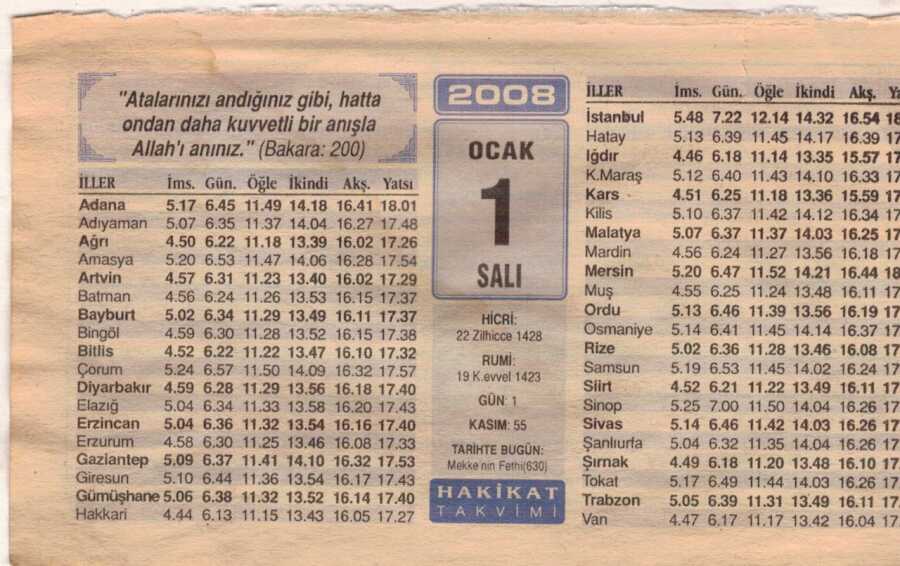 "Atalarınızı andığınız gibi, hatta
ondan daha kuvvetli bir anışla
Allah'ı anınız." (Bakara: 200)
İLLER İms. Gün. Öğle İkindi Akş. Yatsı
Adana 5.17 6.45 11.49 14.18 16.41 18.01
Adıyaman 5.07 6.35 11.37 14.04 16.27 17.48
Ağrı 4.50 6.22 11.18 13.39 16.02 17.26
Amasya 5.20 6.53 11.47 14.06 16.28 17.54
Artvin 4.57 6.31 11.23 13.40 16.02 17.29
Batman 4.56 6.24 11.26 13.53 16.15 17.37
Bayburt 5.02 6.34 11.29 13.49 16.11 17.37
Bingöl 4.59 6.30 11.28 13.52 16.15 17.38
Bitlis 4.52 6.22 11.22 13.47 16.10 17.32
Çorum 5.24 6.57 11.50 14.09 16.32 17.57
Diyarbakır 4.59 6.28 11.29 13.56 16.18 17.40
Elazığ 5.04 6.34 11.33 13.58 16.20 17.43
Erzincan 5.04 6.36 11.32 13.54 16.16 17.40
Erzurum 4.58 6.30 11.25 13.46 16.08 17.33
Gaziantep 5.09 6.37 11.41 14.10 16.32 17.53
Giresun 5.10 6.44 11.36 13.54 16.17 17.43
Gümüşhane 5.06 6.38 11.32 13.52 16.14 17.40
Hakkari 4.44 6.13 11.15 13.43 16.05 17.27
2008
OCAK
1
SALI
HİCRİ:
22 Zilhicce 1428
RUMİ:
19 K.evvel 1423
GÜN: 1
KASIM: 55
TARİHTE BUGÜN:
Mekke'nin Fethi(630)
HAKİKAT
TAKVİMİ
İLLER İms. Gün. Öğle İkindi Akş. Ya
İstanbul 5.48 7.22 12.14 14.32 16.54 18
Hatay 5.13 6.39 11.45 14.17 16.39 17
Iğdır 4.46 6.18 11.14 13.35 15.57 17
K.Maraş 5.12 6.40 11.43 14.10 16.33 17
Kars 4.51 6.25 11.18 13.36 15.59 17
Kilis 5.10 6.37 11.42 14.12 16.34 17
Malatya 5.07 6.37 11.37 14.03 16.25 17
Mardin 4.56 6.24 11.27 13.56 16.18 17
Mersin 5.20 6.47 11.52 14.21 16.44 18
Muş 4.55 6.25 11.24 13.48 16.11 17
Ordu 5.13 6.46 11.39 13.56 16.19 17
Osmaniye 5.14 6.41 11.45 14.14 16.37 17
Rize 5.02 6.36 11.28 13.46 16.08 17
Samsun 5.19 6.53 11.45 14.02 16.24 17
Siirt 4.52 6.21 11.22 13.49 16.11 17
Sinop 5.25 7.00 11.50 14.04 16.26 17
Sivas 5.14 6.46 11.42 14.03 16.26 17
Şanlıurfa 5.04 6.32 11.35 14.04 16.26 17
Şırnak 4.49 6.18 11.20 13.48 16.10 17.
Tokat 5.17 6.49 11.44 14.03 16.26 17
Trabzon 5.05 6.39 11.31 13.49 16.11 17.
Van 4.47 6.17 11.17 13.42 16.04 17.